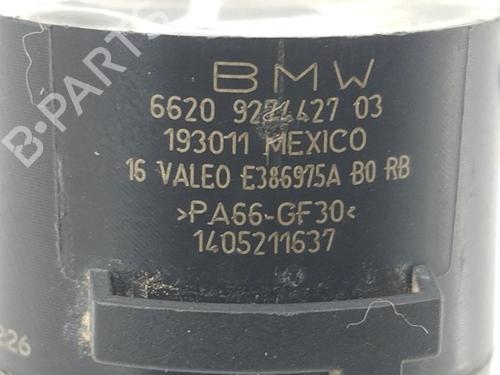 BMW
6620 9274427 03
193011 MEXICO
16 VALEO E386975A B0 RB
>PA66-GF30<
1405211637
226
B-PARTS